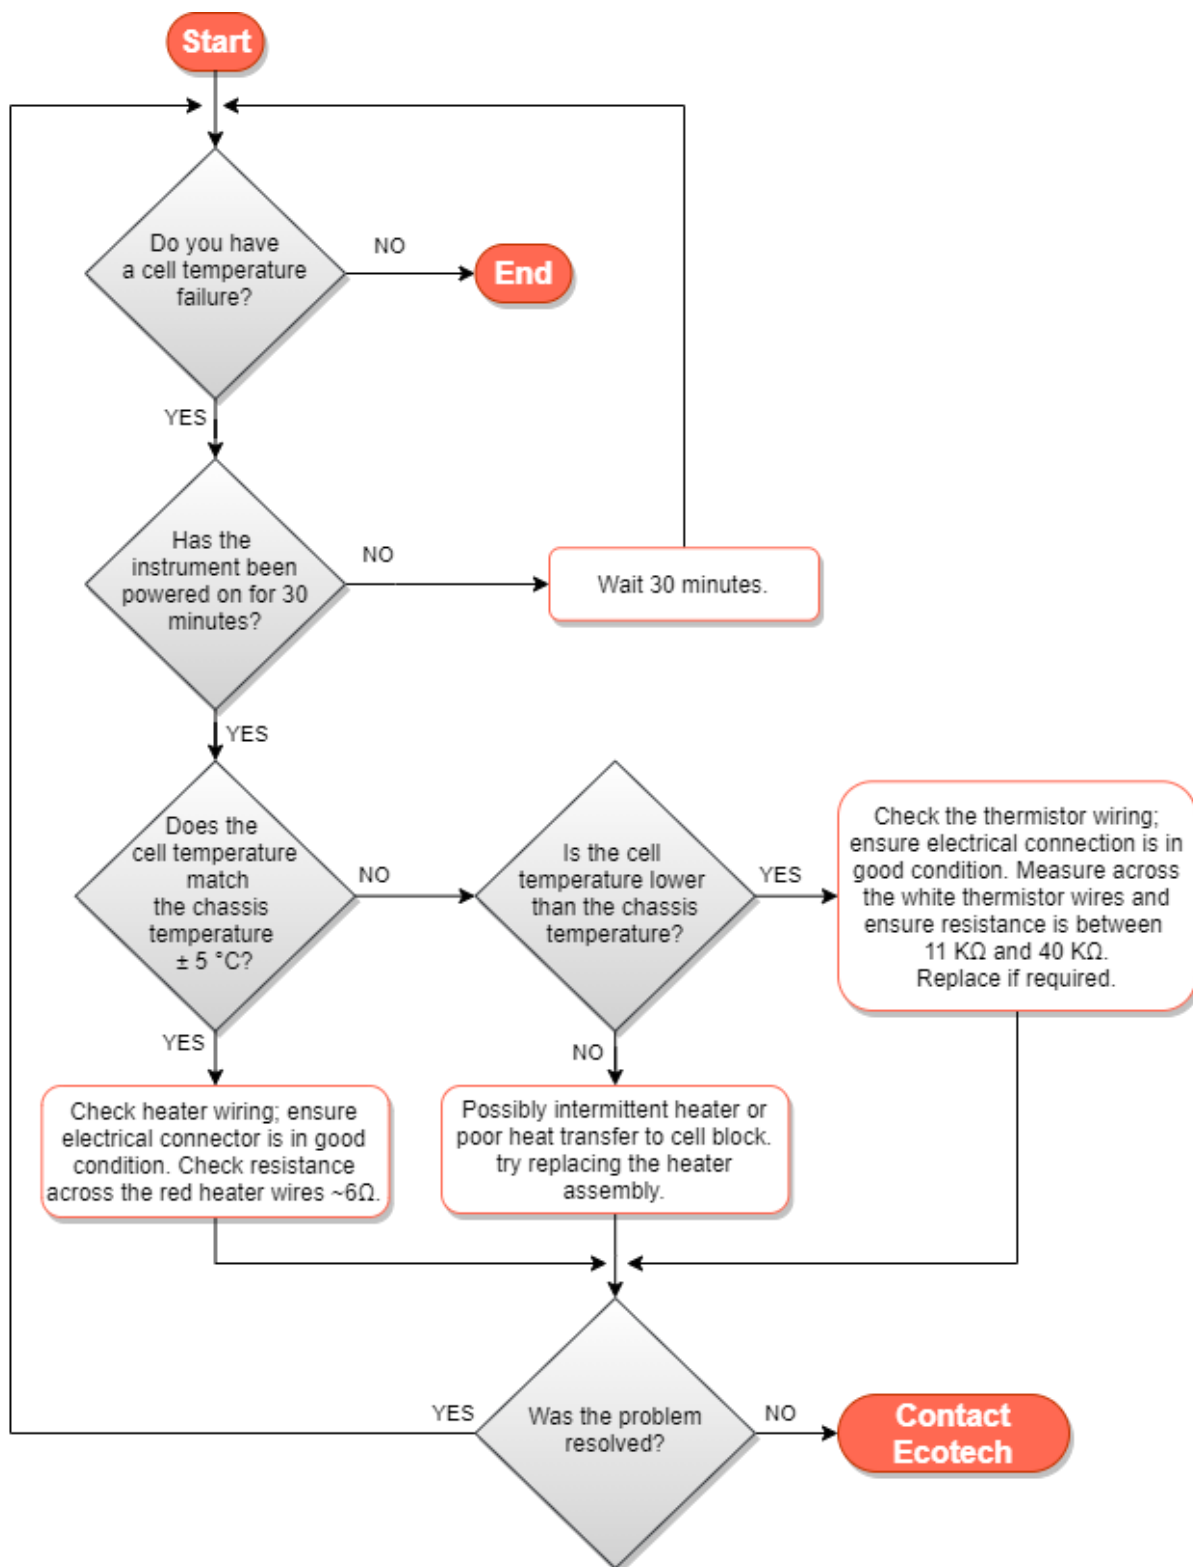 Start
Do you have
a cell temperature
failure?
NO
End
YES
Has the
instrument been
powered on for 30
minutes?
NO
Wait 30 minutes.
YES
Does the
cell temperature
match
the chassis
temperature
± 5 °C?
NO
Is the cell
temperature lower
than the chassis
temperature?
YES
Check the thermistor wiring;
ensure electrical connection is in
good condition. Measure across
the white thermistor wires and
ensure resistance is between
11 KΩ and 40 KΩ.
Replace if required.
YES
NO
Check heater wiring; ensure
electrical connector is in good
condition. Check resistance
across the red heater wires ~6Ω.
Possibly intermittent heater or
poor heat transfer to cell block.
try replacing the heater
assembly.
YES
Was the problem
resolved?
NO
Contact
Ecotech